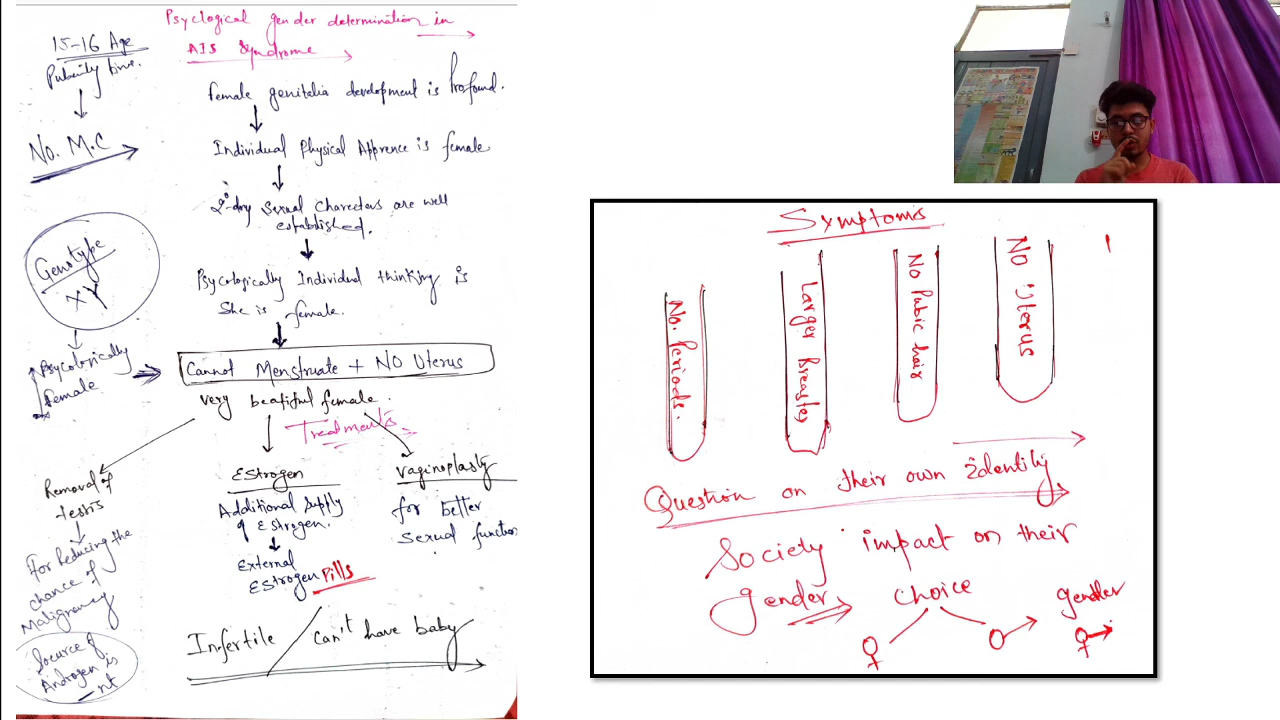 Psyclogical gender determination in
AIS Syndrome
15-16 Age
Puberity time.
No. M.C
Female genitalia development is Profound.
Individual Physical Apprence is female
2°-dry Sexual Charecters are well
established.
Genotype
XY
Psycologically Individual thinking is
She is female.
Psycologically
Female
Cannot Menstruate + NO Uterus
very beatiful female.
Treatments
Removal of
testis
For Reducing the
chance of
Malignancy
Source of
Androgen is
Estrogen
Additional Supply
of Estrogen.
External
Estrogen Pills
vaginoplasty
for better
Sexual function
Infertile
Can't have baby
Symptoms
No. Periods.
Larger Breastes
No Pubic hair
No Uterus
Question on their own Identity
Society impact on their
gender
choice
gender